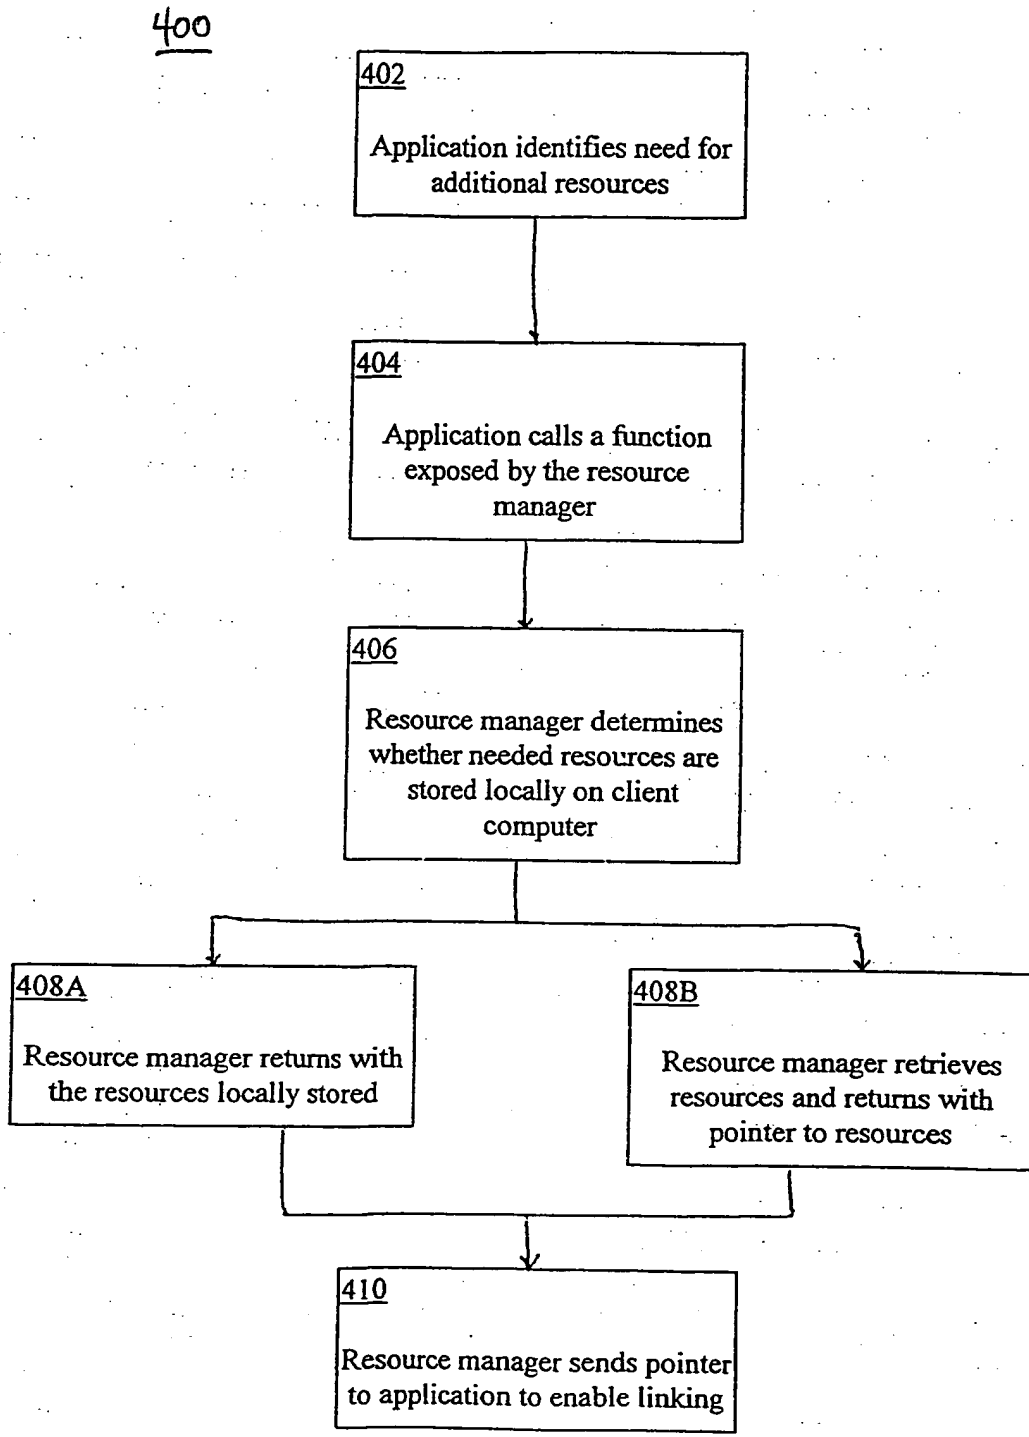 400
402
Application identifies need for
additional resources
404
Application calls a function
exposed by the resource
manager
406
Resource manager determines
whether needed resources are
stored locally on client
computer
408A
Resource manager returns with
the resources locally stored
408B
Resource manager retrieves
resources and returns with
pointer to resources
410
Resource manager sends pointer
to application to enable linking